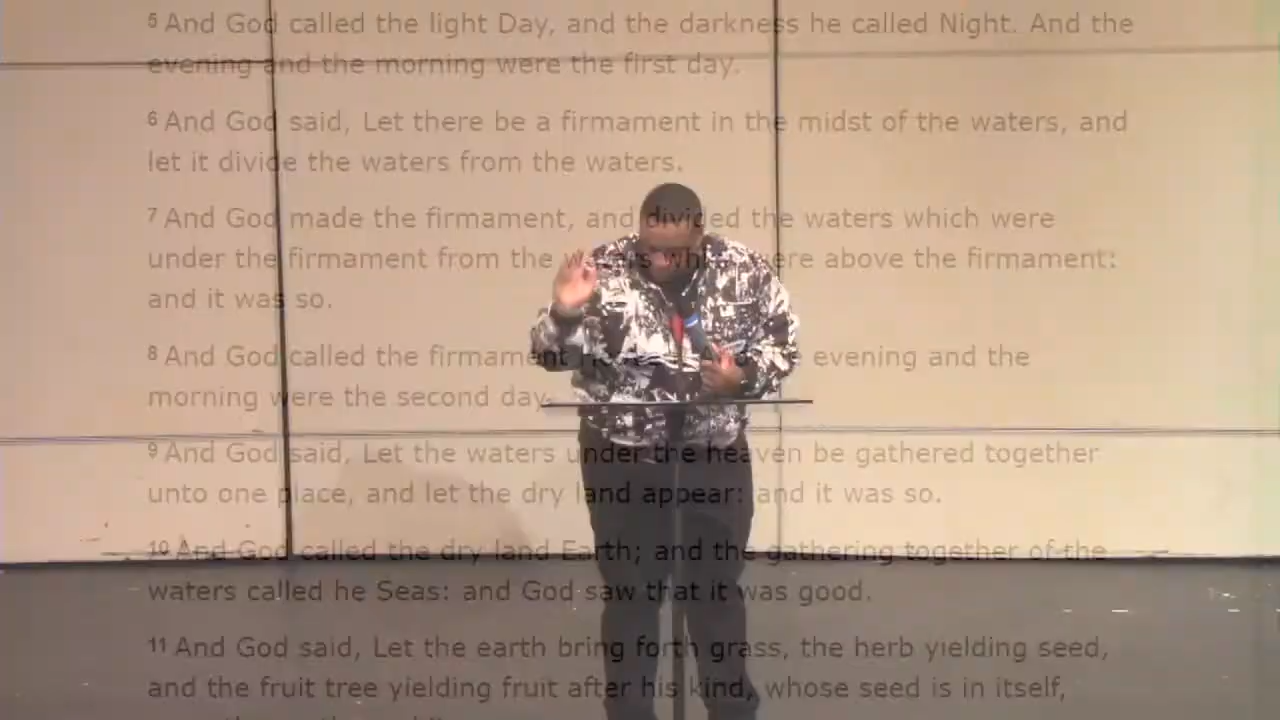 5 And God called the light Day, and the darkness he called Night. And the
evening and the morning were the first day.
6 And God said, Let there be a firmament in the midst of the waters, and
let it divide the waters from the waters.
7 And God made the firmament, and divided the waters which were
under the firmament from the waters which were above the firmament:
and it was so.
8 And God called the firmament evening and the
morning were the second day.
9 And God said, Let the waters under the heaven be gathered together
unto one place, and let the dry land appear: and it was so.
10 And God called the dry land Earth; and the gathering together of the
waters called he Seas: and God saw that it was good.
11 And God said, Let the earth bring forth grass, the herb yielding seed,
and the fruit tree yielding fruit after his kind, whose seed is in itself,